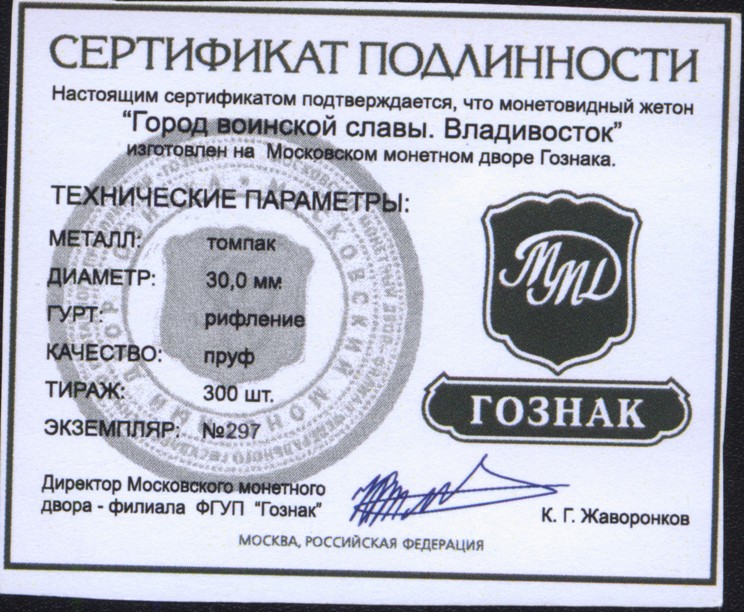 СЕРТИФИКАТ ПОДЛИННОСТИ
Настоящим сертификатом подтверждается, что монетовидный жетон
"Город воинской славы. Владивосток"
изготовлен на Московском монетном дворе Гознака.
ТЕХНИЧЕСКИЕ ПАРАМЕТРЫ:
МЕТАЛЛ: томпак
ДИАМЕТР: 30,0 мм
ГУРТ: рифление
КАЧЕСТВО: пруф
ТИРАЖ: 300 шт.
ЭКЗЕМПЛЯР: №297
ММД
ГОЗНАК
Директор Московского монетного
двора - филиала ФГУП "Гознак"
К. Г. Жаворонков
МОСКВА, РОССИЙСКАЯ ФЕДЕРАЦИЯ